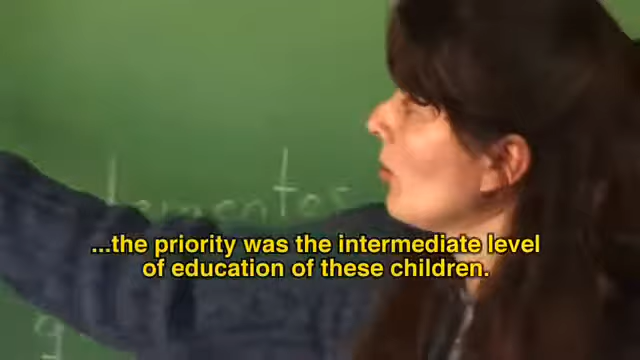 ...the priority was the intermediate level
of education of these children.